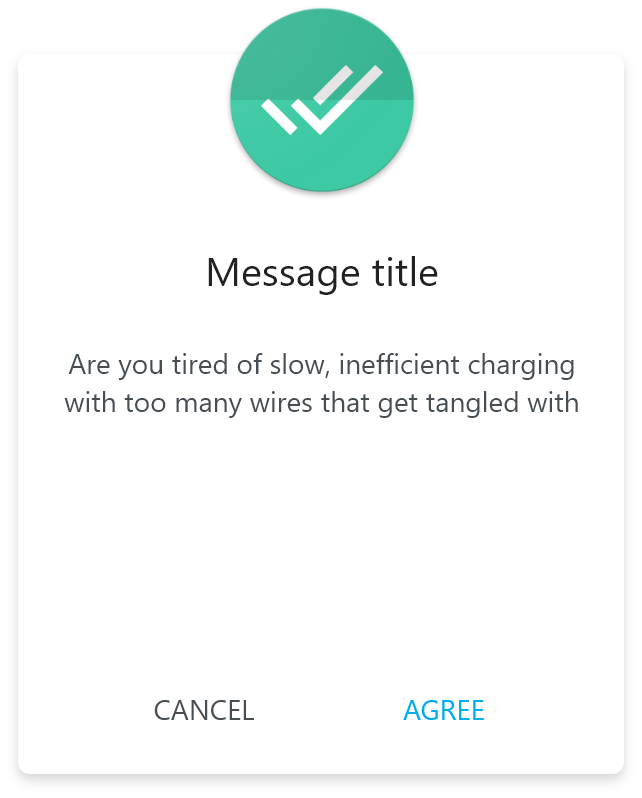 Message title
Are you tired of slow, inefficient charging
with too many wires that get tangled with
CANCEL AGREE